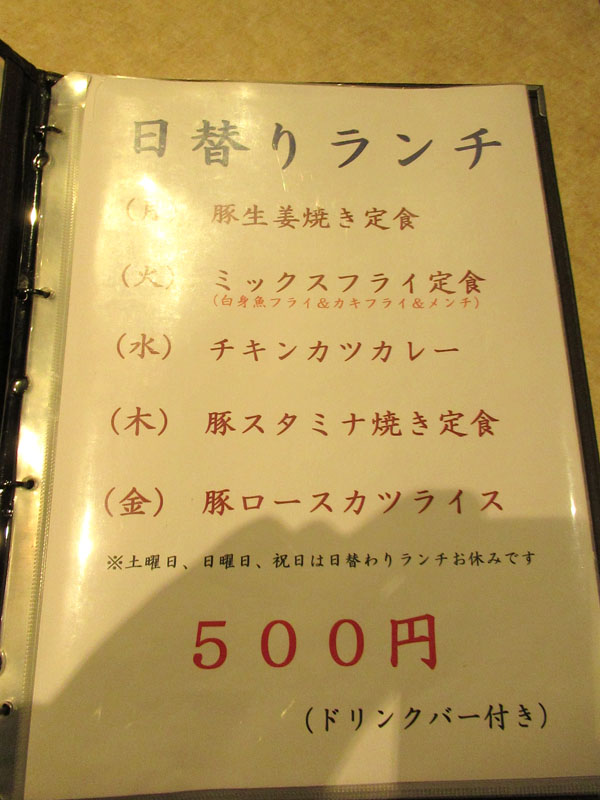 日替りランチ
（月） 豚生姜焼き定食
（火） ミックスフライ定食
（白身魚フライ＆カキフライ＆メンチ）
（水） チキンカツカレー
（木） 豚スタミナ焼き定食
（金） 豚ロースカツライス
※土曜日、日曜日、祝日は日替わりランチお休みです
５００円
（ドリンクバー付き）